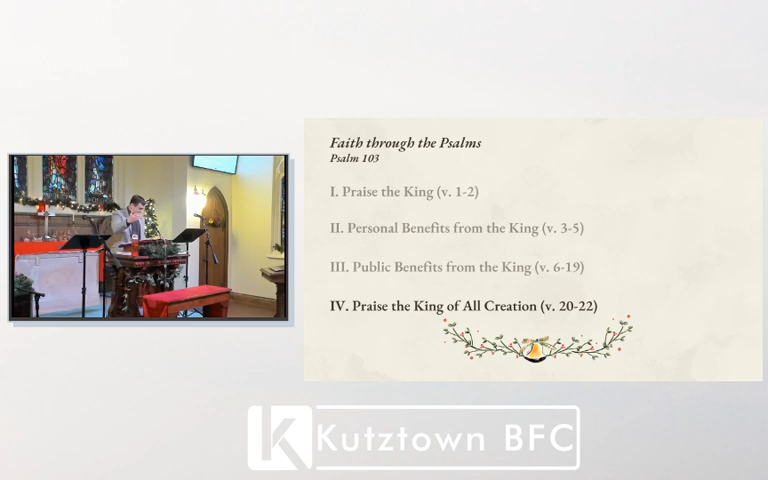 Faith through the Psalms
Psalm 103
I. Praise the King (v. 1-2)
II. Personal Benefits from the King (v. 3-5)
III. Public Benefits from the King (v. 6-19)
IV. Praise the King of All Creation (v. 20-22)
K Kutztown BFC